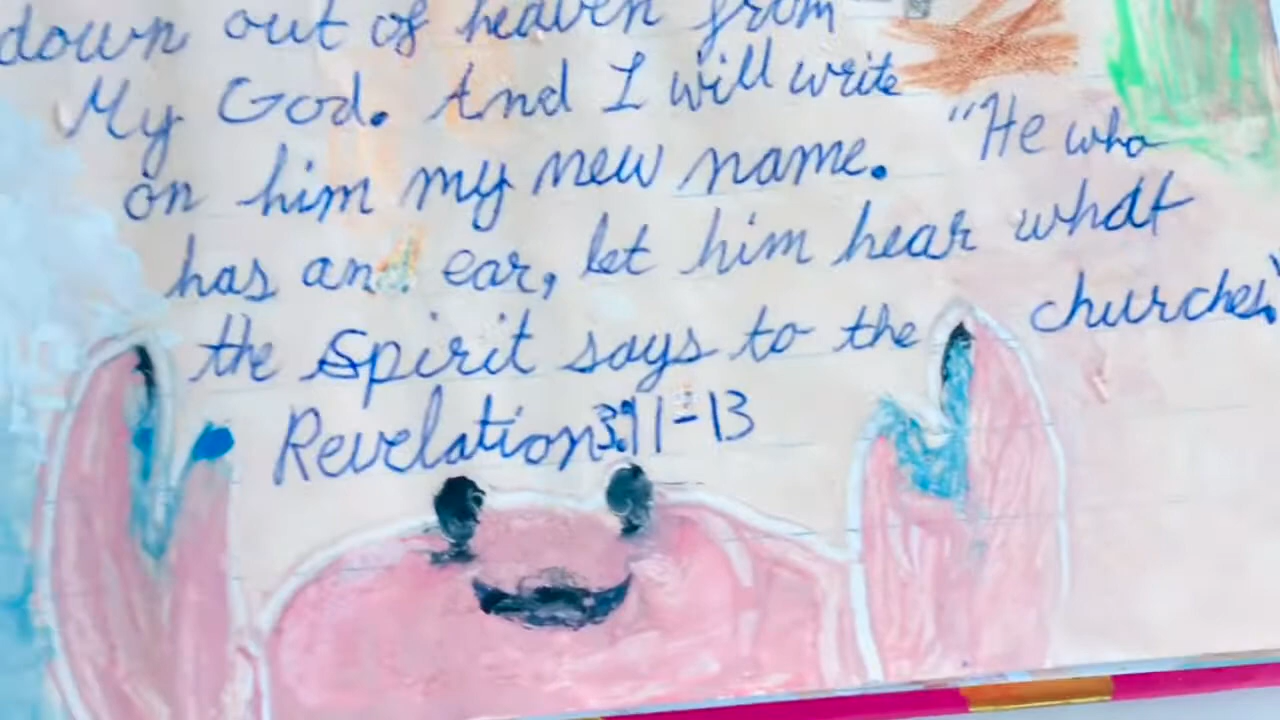 down out of heaven from
My God. And I will write
on him my new name. "He who
has and ear, let him hear what
the Spirit says to the churches."
Revelation 3:11-13